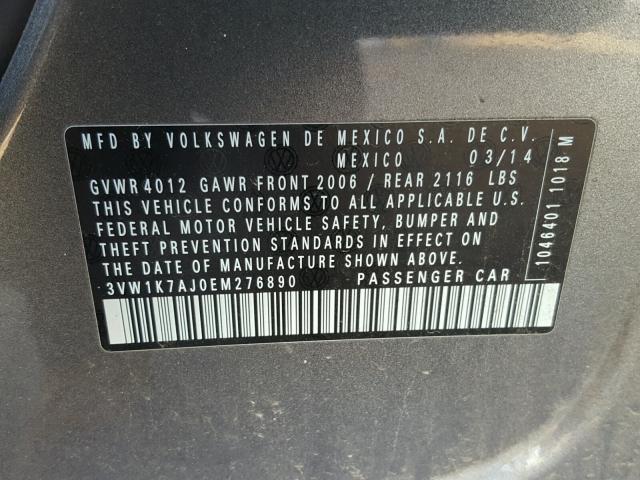 MFD BY VOLKSWAGEN DE MEXICO S.A. DE C.V.
MEXICO 03/14
GVWR 4012 GAWR FRONT 2006 / REAR 2116 LBS
THIS VEHICLE CONFORMS TO ALL APPLICABLE U.S.
FEDERAL MOTOR VEHICLE SAFETY, BUMPER AND
THEFT PREVENTION STANDARDS IN EFFECT ON
THE DATE OF MANUFACTURE SHOWN ABOVE.
3VW1K7AJ0EM276890 PASSENGER CAR
1046401 1018 M